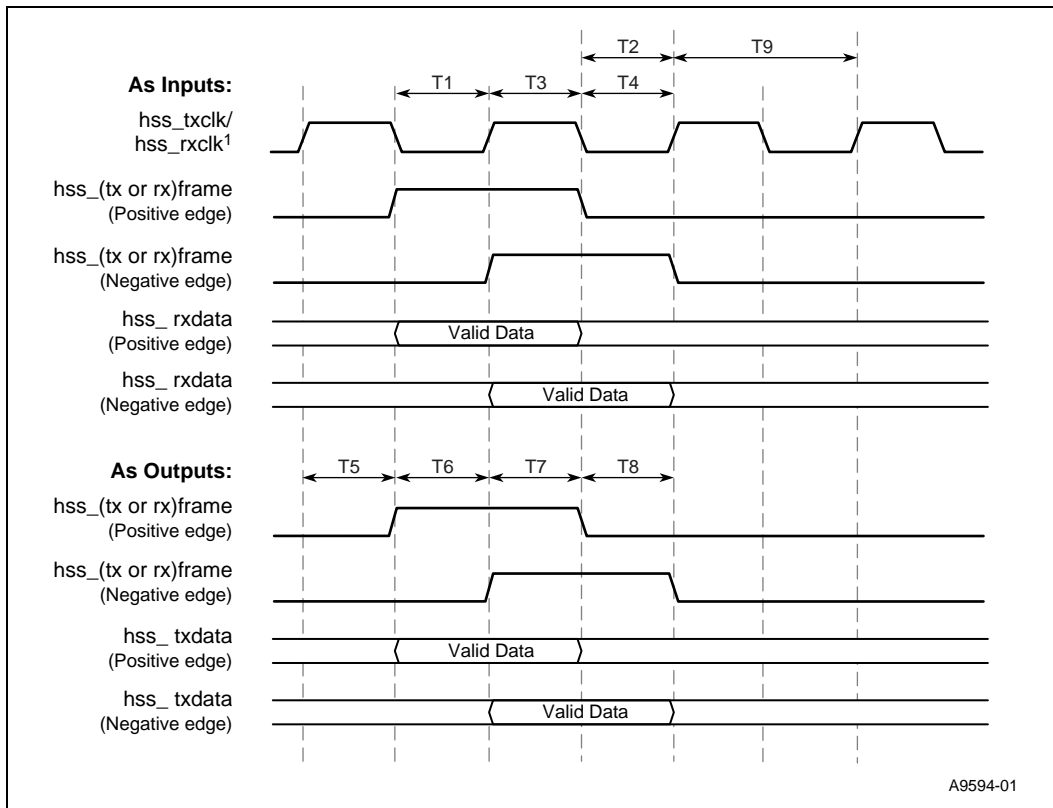 T2 T9
As Inputs: T1 T3 T4
hss_txclk/
hss_rxclk¹
hss_(tx or rx)frame
(Positive edge)
hss_(tx or rx)frame
(Negative edge)
hss_ rxdata
(Positive edge)
Valid Data
hss_ rxdata
(Negative edge)
Valid Data
As Outputs: T5 T6 T7 T8
hss_(tx or rx)frame
(Positive edge)
hss_(tx or rx)frame
(Negative edge)
hss_ txdata
(Positive edge)
Valid Data
hss_ txdata
(Negative edge)
Valid Data
A9594-01